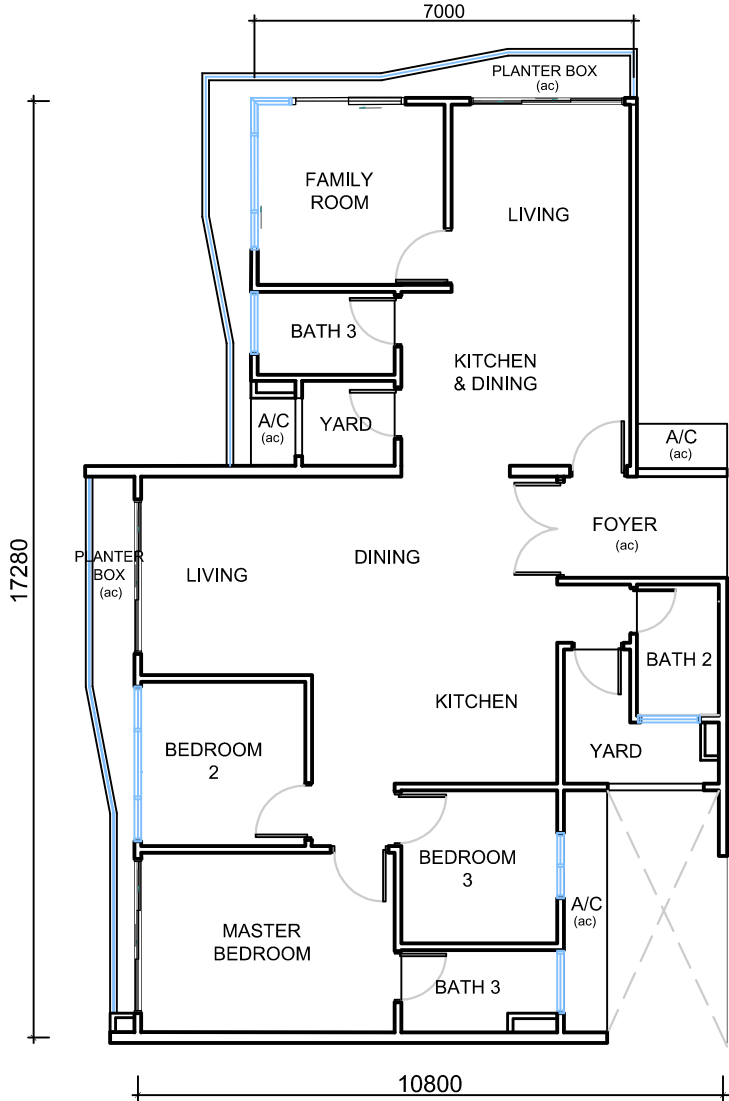 7000
PLANTER BOX
(ac)
FAMILY
ROOM
LIVING
BATH 3
KITCHEN
& DINING
A/C
(ac)
YARD
A/C
(ac)
FOYER
(ac)
DINING
PLANTER
BOX
(ac)
LIVING
17280
BATH 2
KITCHEN
YARD
BEDROOM
2
BEDROOM
3
A/C
(ac)
MASTER
BEDROOM
BATH 3
10800